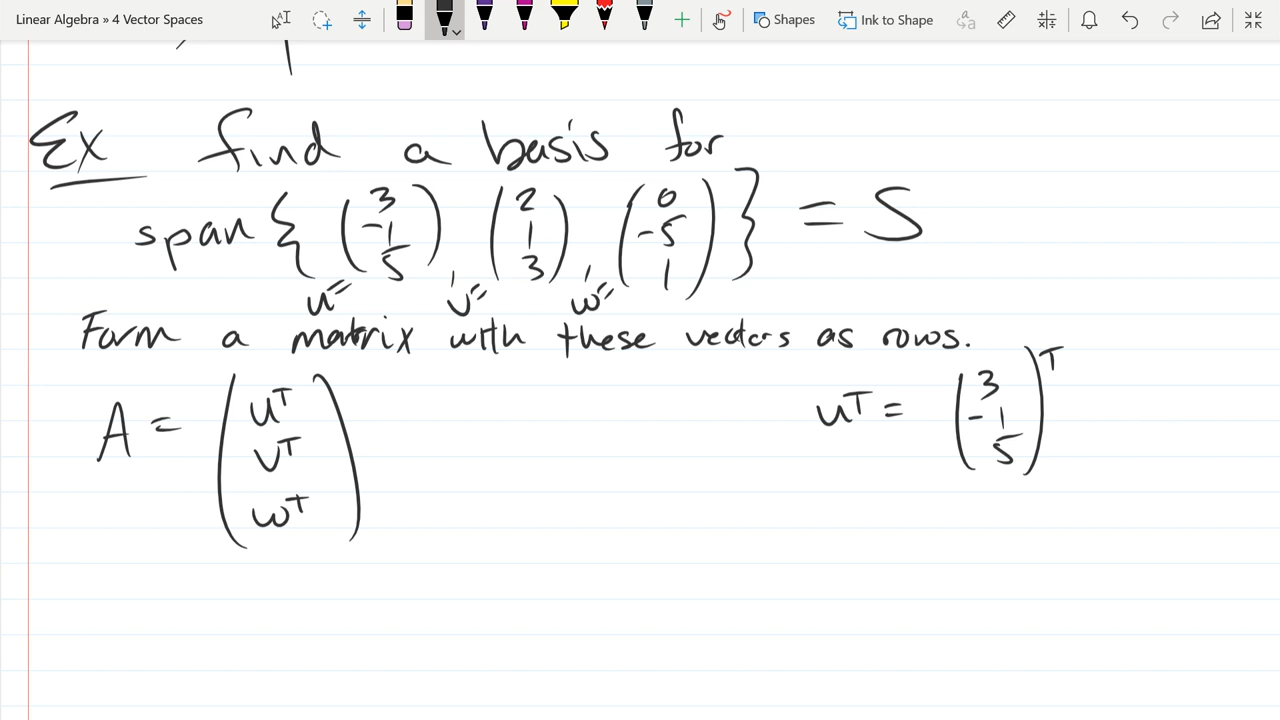 Linear Algebra » 4 Vector Spaces
Shapes
Ink to Shape
Ex find a basis for
span { (3 -1 5), (2 1 3), (0 -5 1) } = S
u= v= w=
Form a matrix with these vectors as rows.
A = (uᵀ vᵀ wᵀ)
uᵀ = (3 -1 5)ᵀ